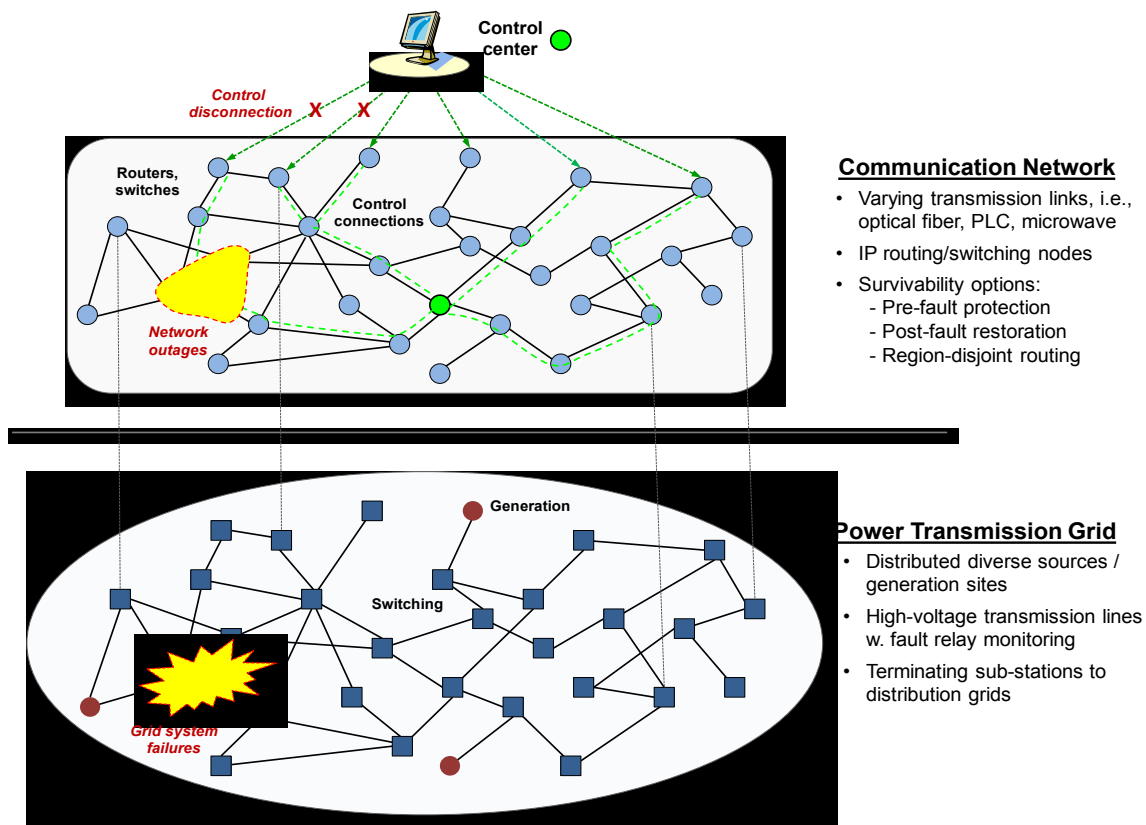 Control
center
Control
disconnection
X X
Routers,
switches
Control
connections
Network
outages
Communication Network
• Varying transmission links, i.e.,
optical fiber, PLC, microwave
• IP routing/switching nodes
• Survivability options:
- Pre-fault protection
- Post-fault restoration
- Region-disjoint routing
Generation
Switching
Grid system
failures
Power Transmission Grid
• Distributed diverse sources /
generation sites
• High-voltage transmission lines
w. fault relay monitoring
• Terminating sub-stations to
distribution grids